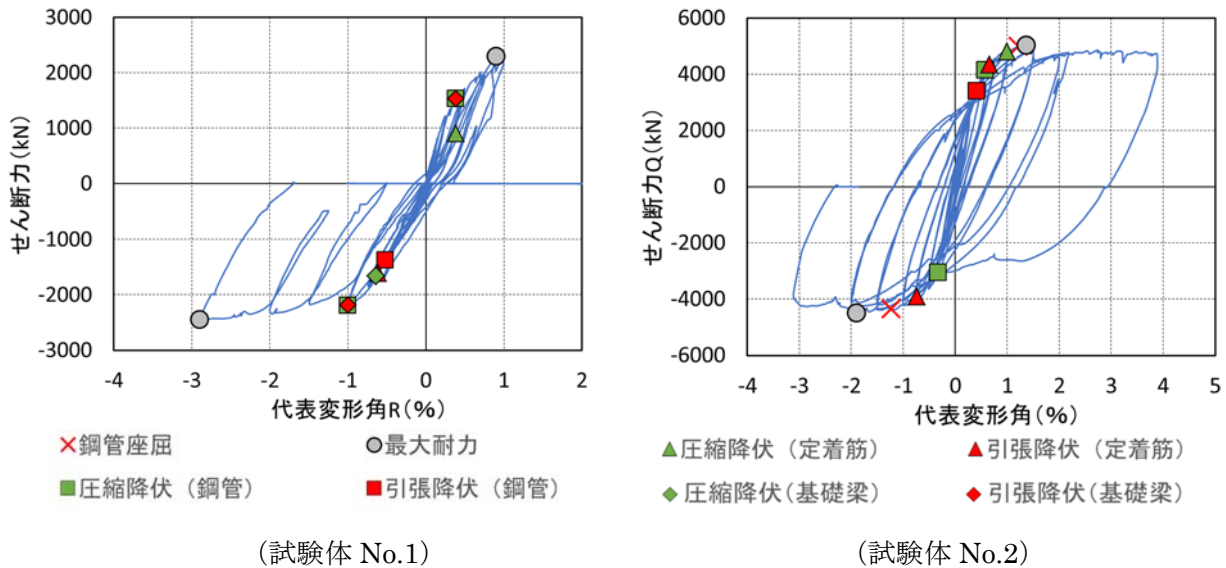 せん断力(kN)
3000
2000
1000
0
-1000
-2000
-3000
-4 -3 -2 -1 0 1 2
代表変形角R(%)
せん断力Q(kN)
6000
4000
2000
0
-2000
-4000
-6000
-4 -3 -2 -1 0 1 2 3 4 5
代表変形角(%)
鋼管座屈 最大耐力
圧縮降伏(鋼管) 引張降伏(鋼管)
圧縮降伏(定着筋) 引張降伏(定着筋)
圧縮降伏(基礎梁) 引張降伏(基礎梁)
(試験体 No.1)
(試験体 No.2)